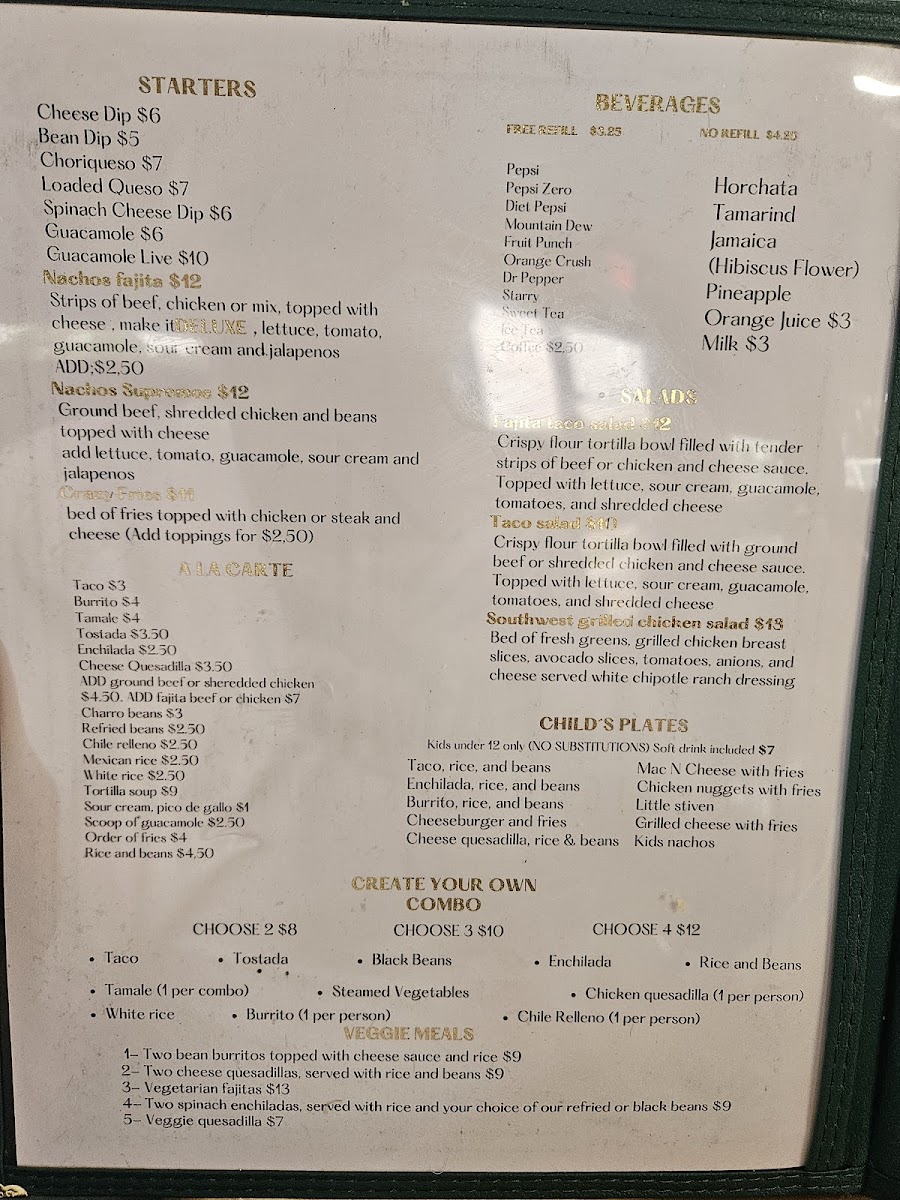 STARTERS
Cheese Dip $6
Bean Dip $5
Choriqueso $7
Loaded Queso $7
Spinach Cheese Dip $6
Guacamole $6
Guacamole Live $10
Nachos fajita $12
Strips of beef, chicken or mix, topped with
cheese , make it DELUXE , lettuce, tomato,
guacamole, sour cream and jalapenos
ADD;$2,50
Nachos Supremos $12
Ground beef, shredded chicken and beans
topped with cheese
add lettuce, tomato, guacamole, sour cream and
jalapenos
Crazy Fries $11
bed of fries topped with chicken or steak and
cheese (Add toppings for $2,50)
A LA CARTE
Taco $3
Burrito $4
Tamale $4
Tostada $3.50
Enchilada $2.50
Cheese Quesadilla $3.50
ADD ground beef or sheredded chicken
$4.50. ADD fajita beef or chicken $7
Charro beans $3
Refried beans $2.50
Chile relleno $2.50
Mexican rice $2.50
White rice $2.50
Tortilla soup $9
Sour cream, pico de gallo $1
Scoop of guacamole $2.50
Order of fries $4
Rice and beans $4,50
BEVERAGES
FREE REFILL $3.25
NO REFILL $4.25
Pepsi
Pepsi Zero
Diet Pepsi
Mountain Dew
Fruit Punch
Orange Crush
Dr Pepper
Starry
Sweet Tea
Ice Tea
Coffee $2,50
Horchata
Tamarind
Jamaica
(Hibiscus Flower)
Pineapple
Orange Juice $3
Milk $3
SALADS
Fajita taco salad $12
Crispy flour tortilla bowl filled with tender
strips of beef or chicken and cheese sauce.
Topped with lettuce, sour cream, guacamole,
tomatoes, and shredded cheese
Taco salad $10
Crispy flour tortilla bowl filled with ground
beef or shredded chicken and cheese sauce.
Topped with lettuce, sour cream, guacamole,
tomatoes, and shredded cheese
Southwest grilled chicken salad $13
Bed of fresh greens, grilled chicken breast
slices, avocado slices, tomatoes, anions, and
cheese served white chipotle ranch dressing
CHILD'S PLATES
Kids under 12 only (NO SUBSTITUTIONS) Soft drink included $7
Taco, rice, and beans
Enchilada, rice, and beans
Burrito, rice, and beans
Cheeseburger and fries
Cheese quesadilla, rice & beans
Mac N Cheese with fries
Chicken nuggets with fries
Little stiven
Grilled cheese with fries
Kids nachos
CREATE YOUR OWN
COMBO
CHOOSE 2 $8
CHOOSE 3 $10
CHOOSE 4 $12
• Taco • Tostada • Black Beans • Enchilada • Rice and Beans
• Tamale (1 per combo) • Steamed Vegetables • Chicken quesadilla (1 per person)
• White rice • Burrito (1 per person) • Chile Relleno (1 per person)
VEGGIE MEALS
1– Two bean burritos topped with cheese sauce and rice $9
2– Two cheese quesadillas, served with rice and beans $9
3– Vegetarian fajitas $13
4– Two spinach enchiladas, served with rice and your choice of our refried or black beans $9
5– Veggie quesadilla $7